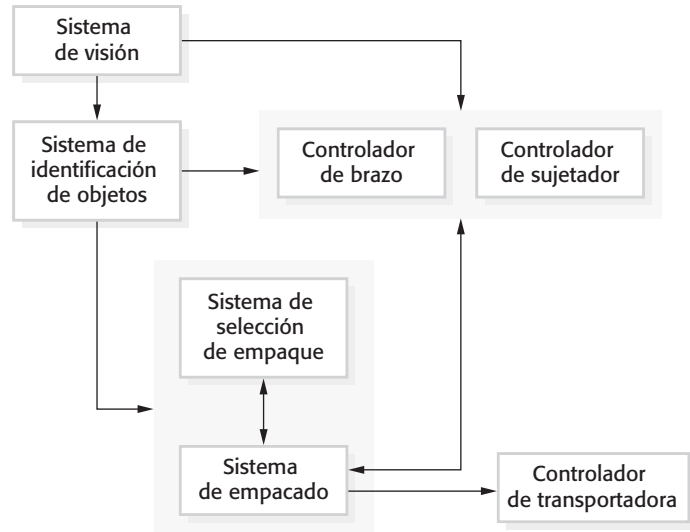 Sistema
de visión
Sistema de
identificación
de objetos
Controlador
de brazo
Controlador
de sujetador
Sistema de
selección
de empaque
Sistema
de empacado
Controlador
de transportadora